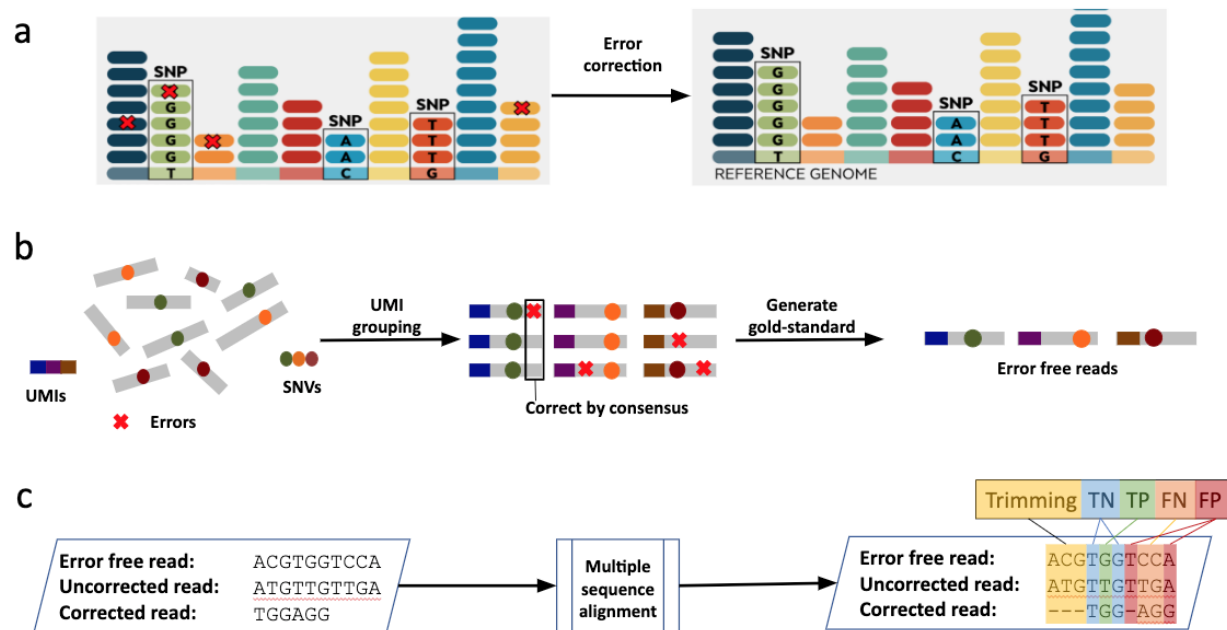 a
SNP
G
G
G
G
T
SNP
A
A
C
SNP
T
T
T
G
Error
correction
SNP
G
G
G
G
G
T
SNP
A
A
C
SNP
T
T
T
G
REFERENCE GENOME
b
UMIs
Errors
SNVs
UMI
grouping
Correct by consensus
Generate
gold-standard
Error free reads
c
Error free read: ACGTGGTCCA
Uncorrected read: ATGTTGTTGA
Corrected read: TGGAGG
Multiple
sequence
alignment
Trimming TN TP FN FP
Error free read: ACGTGGTCCA
Uncorrected read: ATGTTGTTGA
Corrected read: ---TGG-AGG